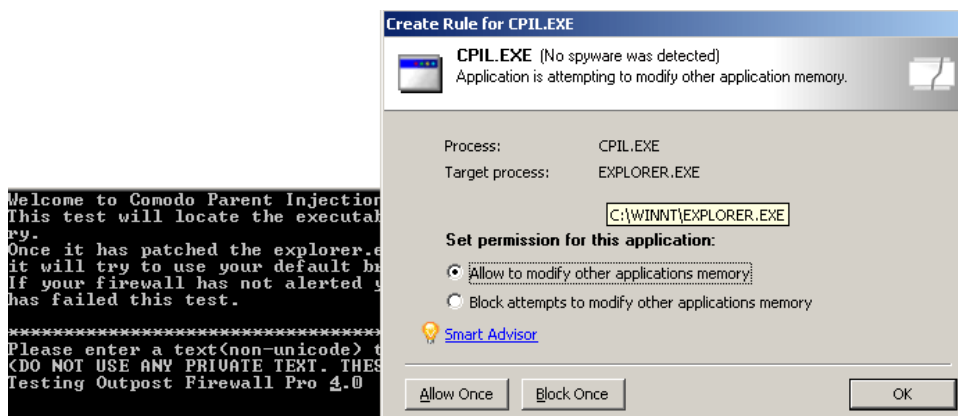 Create Rule for CPIL.EXE
CPIL.EXE (No spyware was detected)
Application is attempting to modify other application memory.
Process: CPIL.EXE
Target process: EXPLORER.EXE
C:\WINNT\EXPLORER.EXE
Set permission for this application:
Allow to modify other applications memory
Block attempts to modify other applications memory
Smart Advisor
Allow Once Block Once OK
Welcome to Comodo Parent Injection
This test will locate the executa
ry.
Once it has patched the explorer.e
it will try to use your default b
If your firewall has not alerted y
has failed this test.
**********************************
Please enter a text(non-unicode) t
(DO NOT USE ANY PRIVATE TEXT. THES
Testing Outpost Firewall Pro 4.0